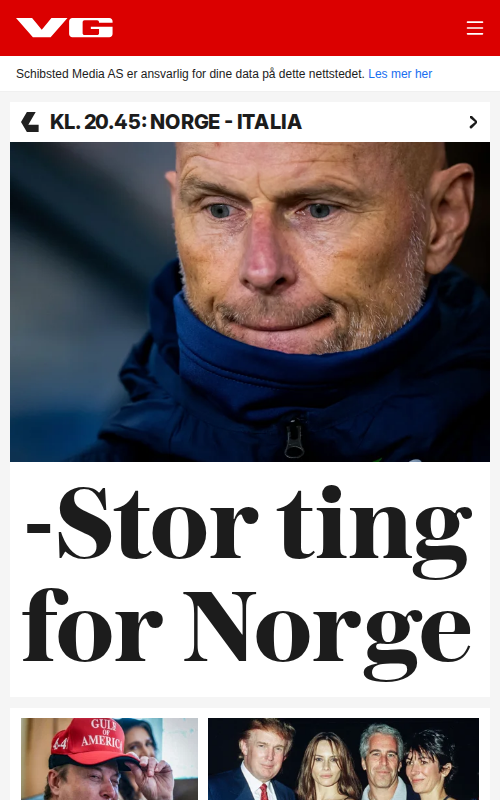 VG
Schibsted Media AS er ansvarlig for dine data på dette nettstedet. Les mer her
KL. 20.45: NORGE - ITALIA
-Stor ting
for Norge
GULF
OF
AMERICA